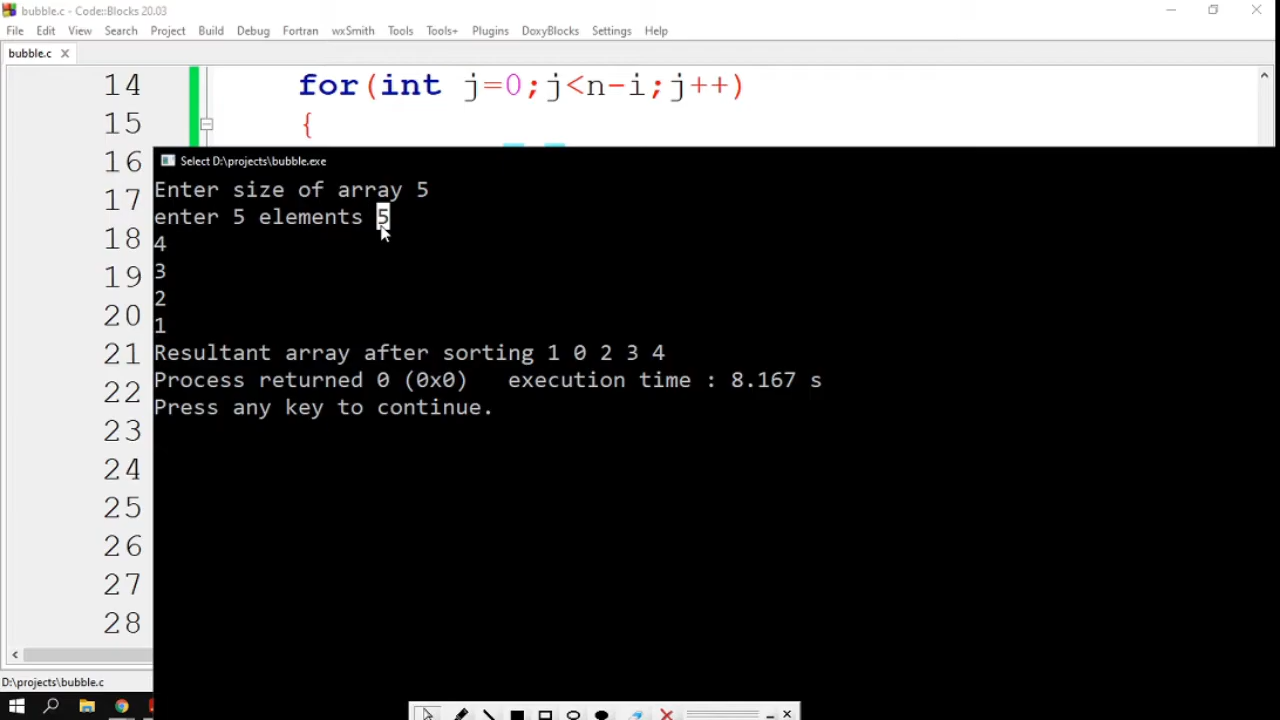 bubble.c - Code::Blocks 20.03
File Edit View Search Project Build Debug Fortran wxSmith Tools Tools+ Plugins DoxyBlocks Settings Help
bubble.c
14 for(int j=0;j<n-i;j++)
15 {
16
Select D:\projects\bubble.exe
17 Enter size of array 5
enter 5 elements 5
18 4
19 3
2
20 1
21 Resultant array after sorting 1 0 2 3 4
22 Process returned 0 (0x0) execution time : 8.167 s
Press any key to continue.
23
24
25
26
27
28
D:\projects\bubble.c